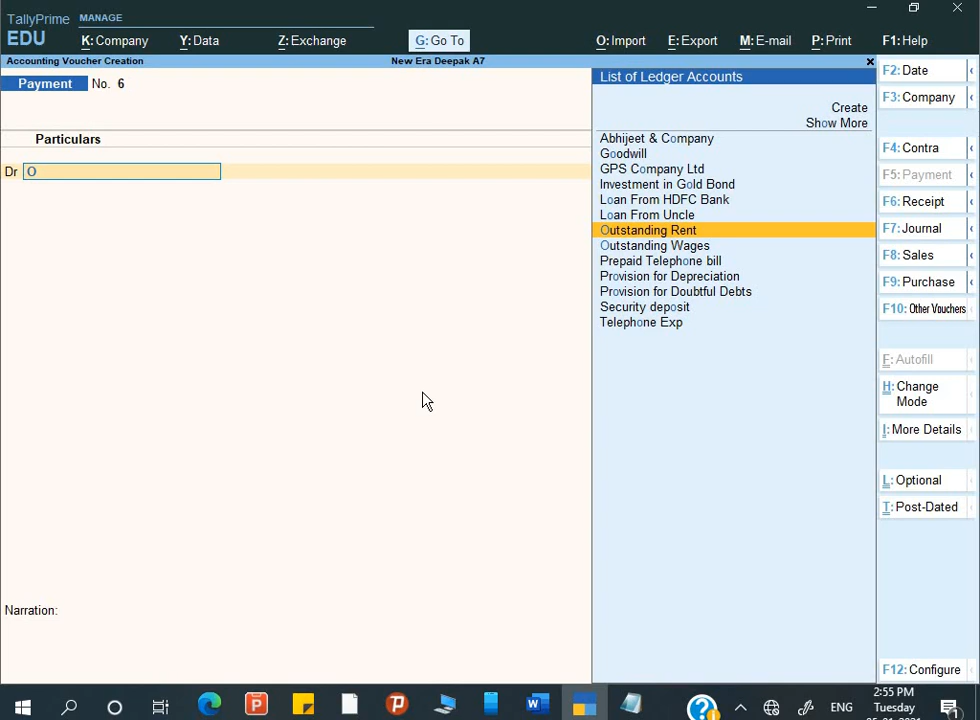 TallyPrime
EDU
MANAGE
K: Company
Y: Data
Z: Exchange
G: Go To
O: Import
E: Export
M: E-mail
P: Print
F1: Help
Accounting Voucher Creation
New Era Deepak A7
Payment No. 6
Particulars
Dr O
List of Ledger Accounts
Create
Show More
Abhijeet & Company
Goodwill
GPS Company Ltd
Investment in Gold Bond
Loan From HDFC Bank
Loan From Uncle
Outstanding Rent
Outstanding Wages
Prepaid Telephone bill
Provision for Depreciation
Provision for Doubtful Debts
Security deposit
Telephone Exp
F2: Date
F3: Company
F4: Contra
F5: Payment
F6: Receipt
F7: Journal
F8: Sales
F9: Purchase
F10: Other Vouchers
F: Autofill
H: Change
Mode
I: More Details
L: Optional
T: Post-Dated
F12: Configure
Narration:
ENG
2:55 PM
Tuesday